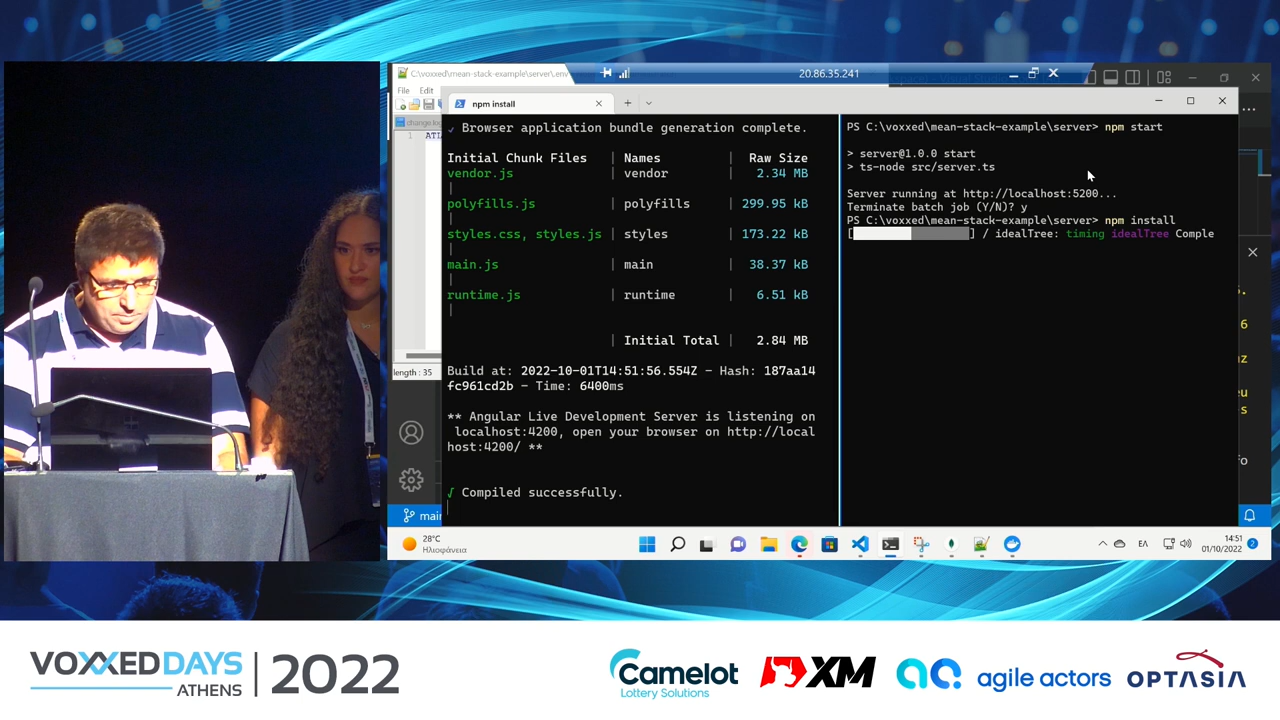 C:\voxxed\mean-stack-example\server\.env
20.86.35.241
File Edit
npm install
change.lo
1 ATLA
✓ Browser application bundle generation complete.
Initial Chunk Files | Names | Raw Size
vendor.js | vendor | 2.34 MB
polyfills.js | polyfills | 299.95 kB
styles.css, styles.js | styles | 173.22 kB
main.js | main | 38.37 kB
runtime.js | runtime | 6.51 kB
| Initial Total | 2.84 MB
Build at: 2022-10-01T14:51:56.554Z - Hash: 187aa14
fc961cd2b - Time: 6400ms
** Angular Live Development Server is listening on
localhost:4200, open your browser on http://local
host:4200/ **
√ Compiled successfully.
PS C:\voxxed\mean-stack-example\server> npm start
> server@1.0.0 start
> ts-node src/server.ts
Server running at http://localhost:5200...
Terminate batch job (Y/N)? y
PS C:\voxxed\mean-stack-example\server> npm install
[ ] / idealTree: timing idealTree Comple
length : 35
main
28°C
Ηλιοφάνεια
ΕΛ
14:51
01/10/2022
2
VOXXED DAYS
ATHENS
2022
Camelot
Lottery Solutions
XM
agile actors
OPTASIA